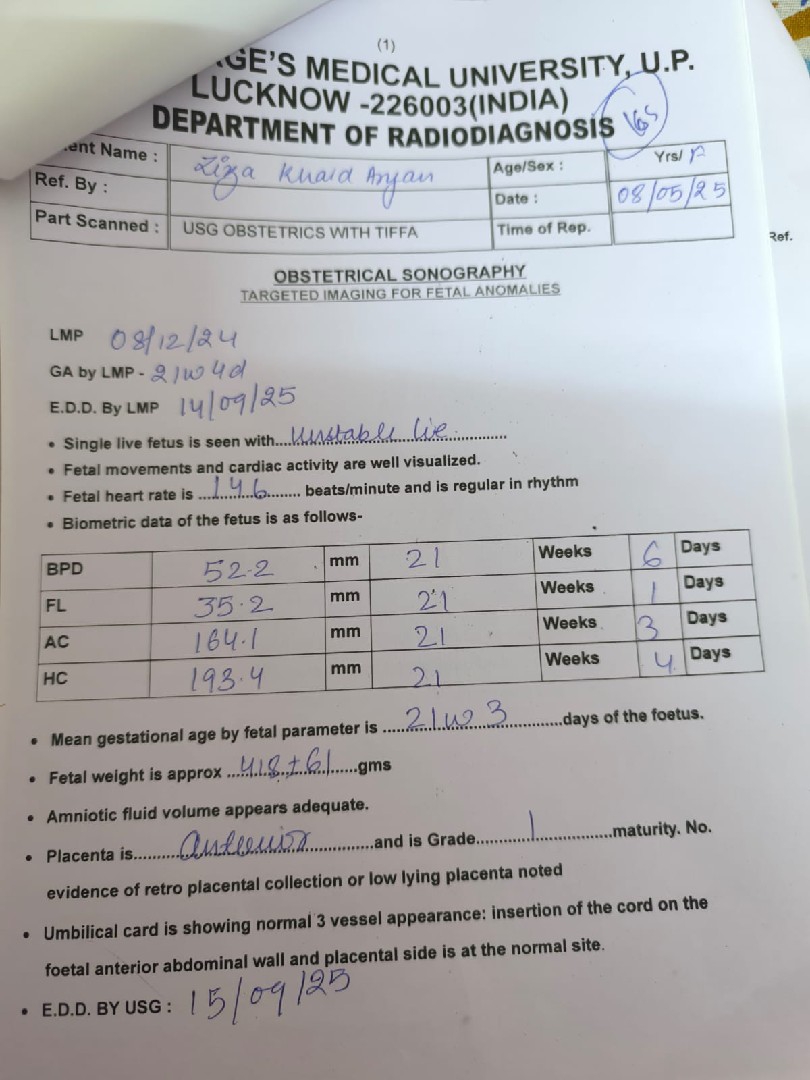 (1)
GE'S MEDICAL UNIVERSITY, U.P.
LUCKNOW -226003(INDIA)
DEPARTMENT OF RADIODIAGNOSIS
ent Name : Ziza Khaid Aryan Age/Sex : Yrs/
Ref. By : Date : 08/05/25
Part Scanned : USG OBSTETRICS WITH TIFFA Time of Rep.
Ref.
OBSTETRICAL SONOGRAPHY
TARGETED IMAGING FOR FETAL ANOMALIES
LMP 08/12/24
GA by LMP - 21w4d
E.D.D. By LMP 14/09/25
• Single live fetus is seen with....Unstable lie...............
• Fetal movements and cardiac activity are well visualized.
• Fetal heart rate is ....146........ beats/minute and is regular in rhythm
• Biometric data of the fetus is as follows-
BPD 52.2 mm 21 Weeks 6 Days
FL 35.2 mm 21 Weeks 1 Days
AC 164.1 mm 21 Weeks 3 Days
HC 193.4 mm 21 Weeks 4 Days
• Mean gestational age by fetal parameter is .....21w3.............days of the foetus.
• Fetal weight is approx ...418±61......gms
• Amniotic fluid volume appears adequate.
• Placenta is..........anterior..............and is Grade..........1...............maturity. No.
evidence of retro placental collection or low lying placenta noted
• Umbilical card is showing normal 3 vessel appearance: insertion of the cord on the
foetal anterior abdominal wall and placental side is at the normal site.
• E.D.D. BY USG : 15/09/25